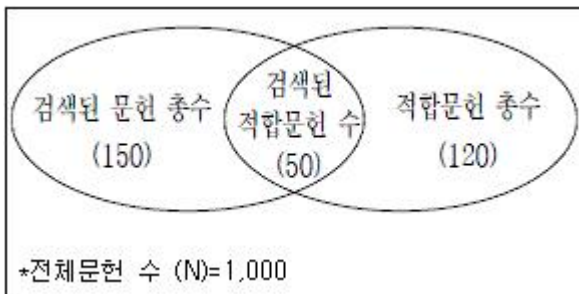 검색된 문헌 총수
(150)
검색된
적합문헌 수
(50)
적합문헌 총수
(120)
*전체문헌 수 (N)=1,000